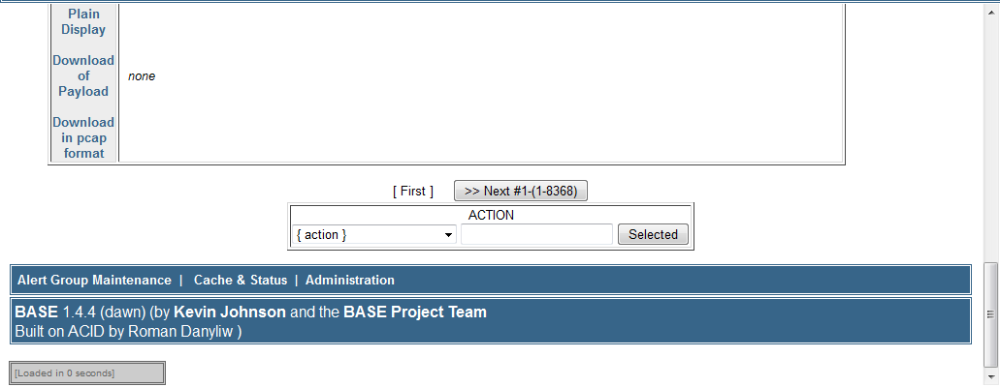 Plain
Display
Download
of
Payload
none
Download
in pcap
format
[ First ] >> Next #1-(1-8368)
ACTION
{ action } Selected
Alert Group Maintenance | Cache & Status | Administration
BASE 1.4.4 (dawn) (by Kevin Johnson and the BASE Project Team
Built on ACID by Roman Danyliw )
[Loaded in 0 seconds]